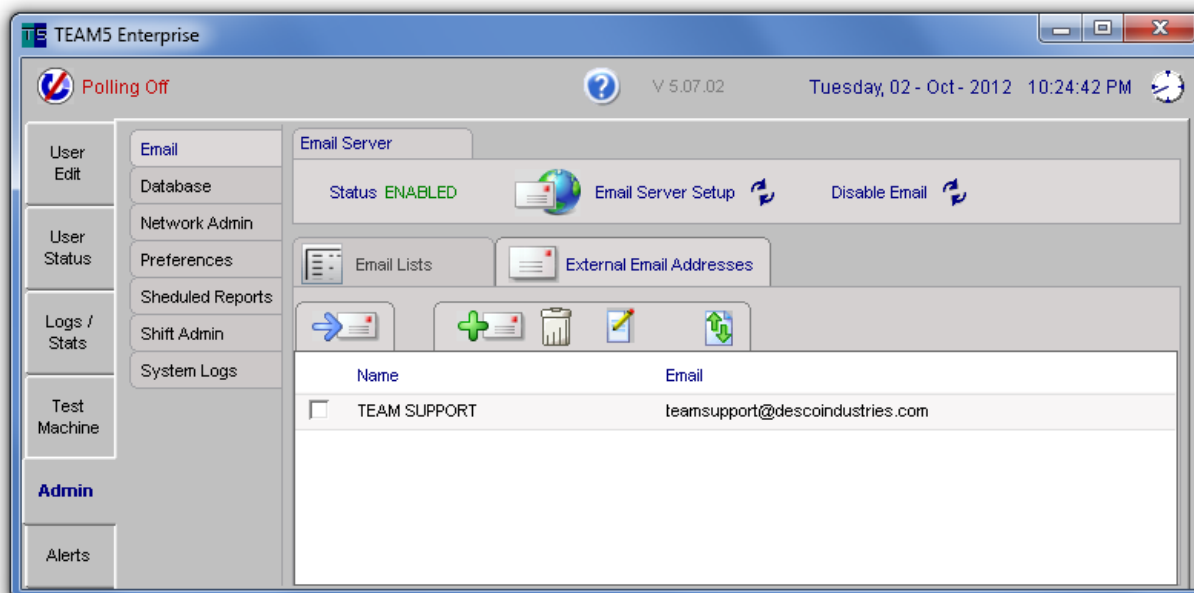 TS TEAM5 Enterprise
Polling Off
V 5.07.02
Tuesday, 02 - Oct - 2012 10:24:42 PM
User
Edit
User
Status
Logs /
Stats
Test
Machine
Admin
Alerts
Email
Database
Network Admin
Preferences
Sheduled Reports
Shift Admin
System Logs
Email Server
Status ENABLED
Email Server Setup
Disable Email
Email Lists
External Email Addresses
Name Email
TEAM SUPPORT teamsupport@descoindustries.com